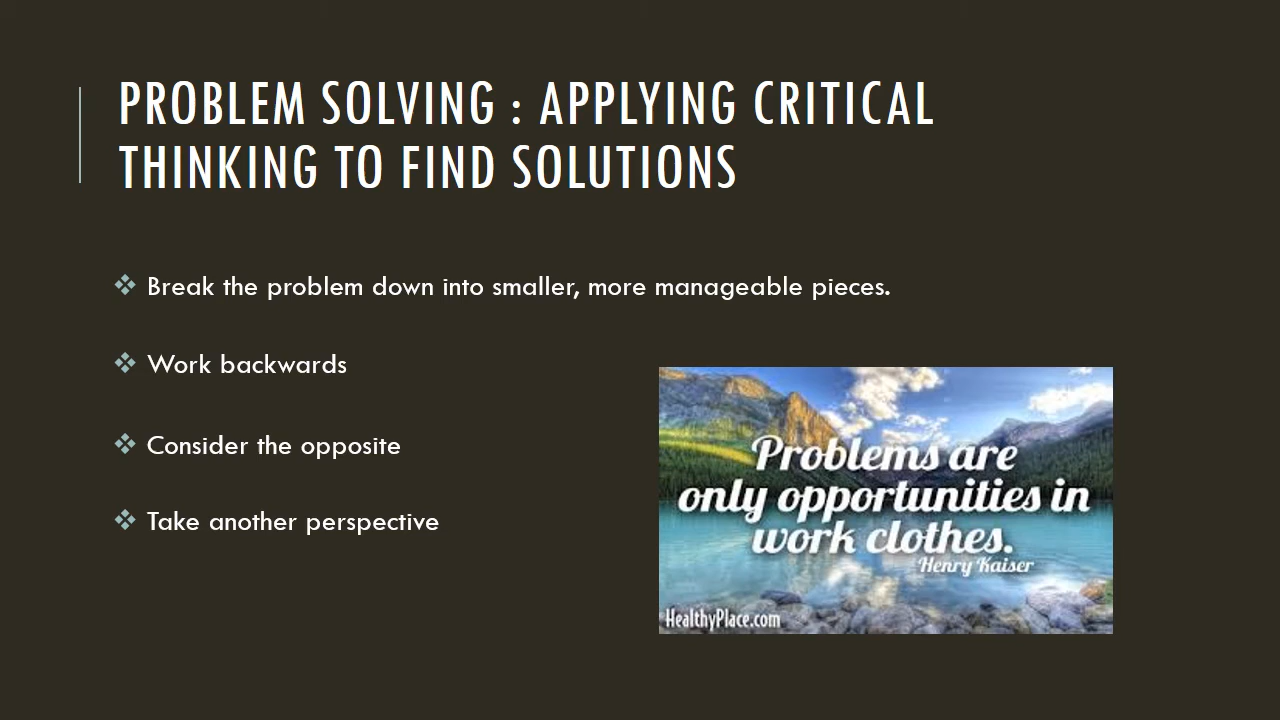 PROBLEM SOLVING : APPLYING CRITICAL
THINKING TO FIND SOLUTIONS
❖ Break the problem down into smaller, more manageable pieces.
❖ Work backwards
❖ Consider the opposite
❖ Take another perspective
Problems are
only opportunities in
work clothes.
Henry Kaiser
HealthyPlace.com